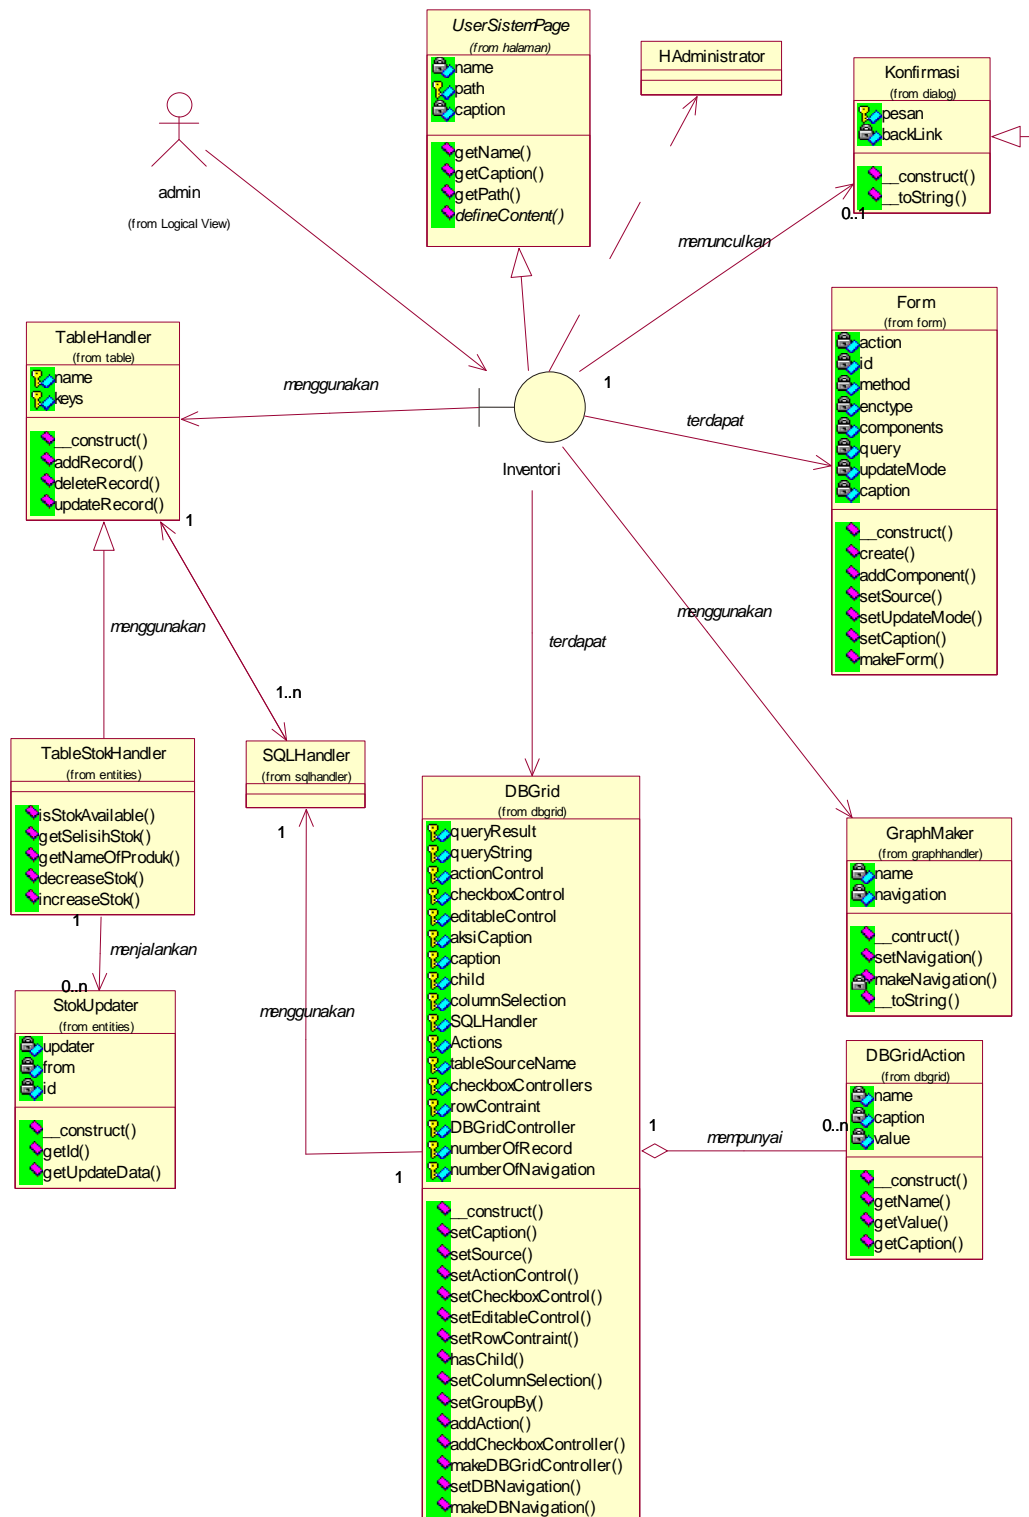 UserSistemPage
(from halaman)
name
path
caption
getName()
getCaption()
getPath()
defineContent()
HAdministrator
Konfirmasi
(from dialog)
pesan
backLink
__construct()
__toString()
0..1
admin
(from Logical View)
memunculkan
TableHandler
(from table)
name
keys
__construct()
addRecord()
deleteRecord()
updateRecord()
1
menggunakan
1
Inventori
terdapat
Form
(from form)
action
id
method
enctype
components
query
updateMode
caption
__construct()
create()
addComponent()
setSource()
setUpdateMode()
setCaption()
makeForm()
menggunakan
menggunakan
terdapat
1..n
TableStokHandler
(from entities)
isStokAvailable()
getSelisihStok()
getNameOfProduk()
decreaseStok()
increaseStok()
1
menjalankan
0..n
SQLHandler
(from sqlhandler)
1
menggunakan
1
StokUpdater
(from entities)
updater
from
id
__construct()
getId()
getUpdateData()
DBGrid
(from dbgrid)
queryResult
queryString
actionControl
checkboxControl
editableControl
aksiCaption
caption
child
columnSelection
SQLHandler
Actions
tableSourceName
checkboxControllers
rowContraint
DBGridController
numberOfRecord
numberOfNavigation
__construct()
setCaption()
setSource()
setActionControl()
setCheckboxControl()
setEditableControl()
setRowContraint()
hasChild()
setColumnSelection()
setGroupBy()
addAction()
addCheckboxController()
makeDBGridController()
setDBNavigation()
makeDBNavigation()
GraphMaker
(from graphhandler)
name
navigation
__contruct()
setNavigation()
makeNavigation()
__toString()
1
mempunyai
0..n
DBGridAction
(from dbgrid)
name
caption
value
__construct()
getName()
getValue()
getCaption()